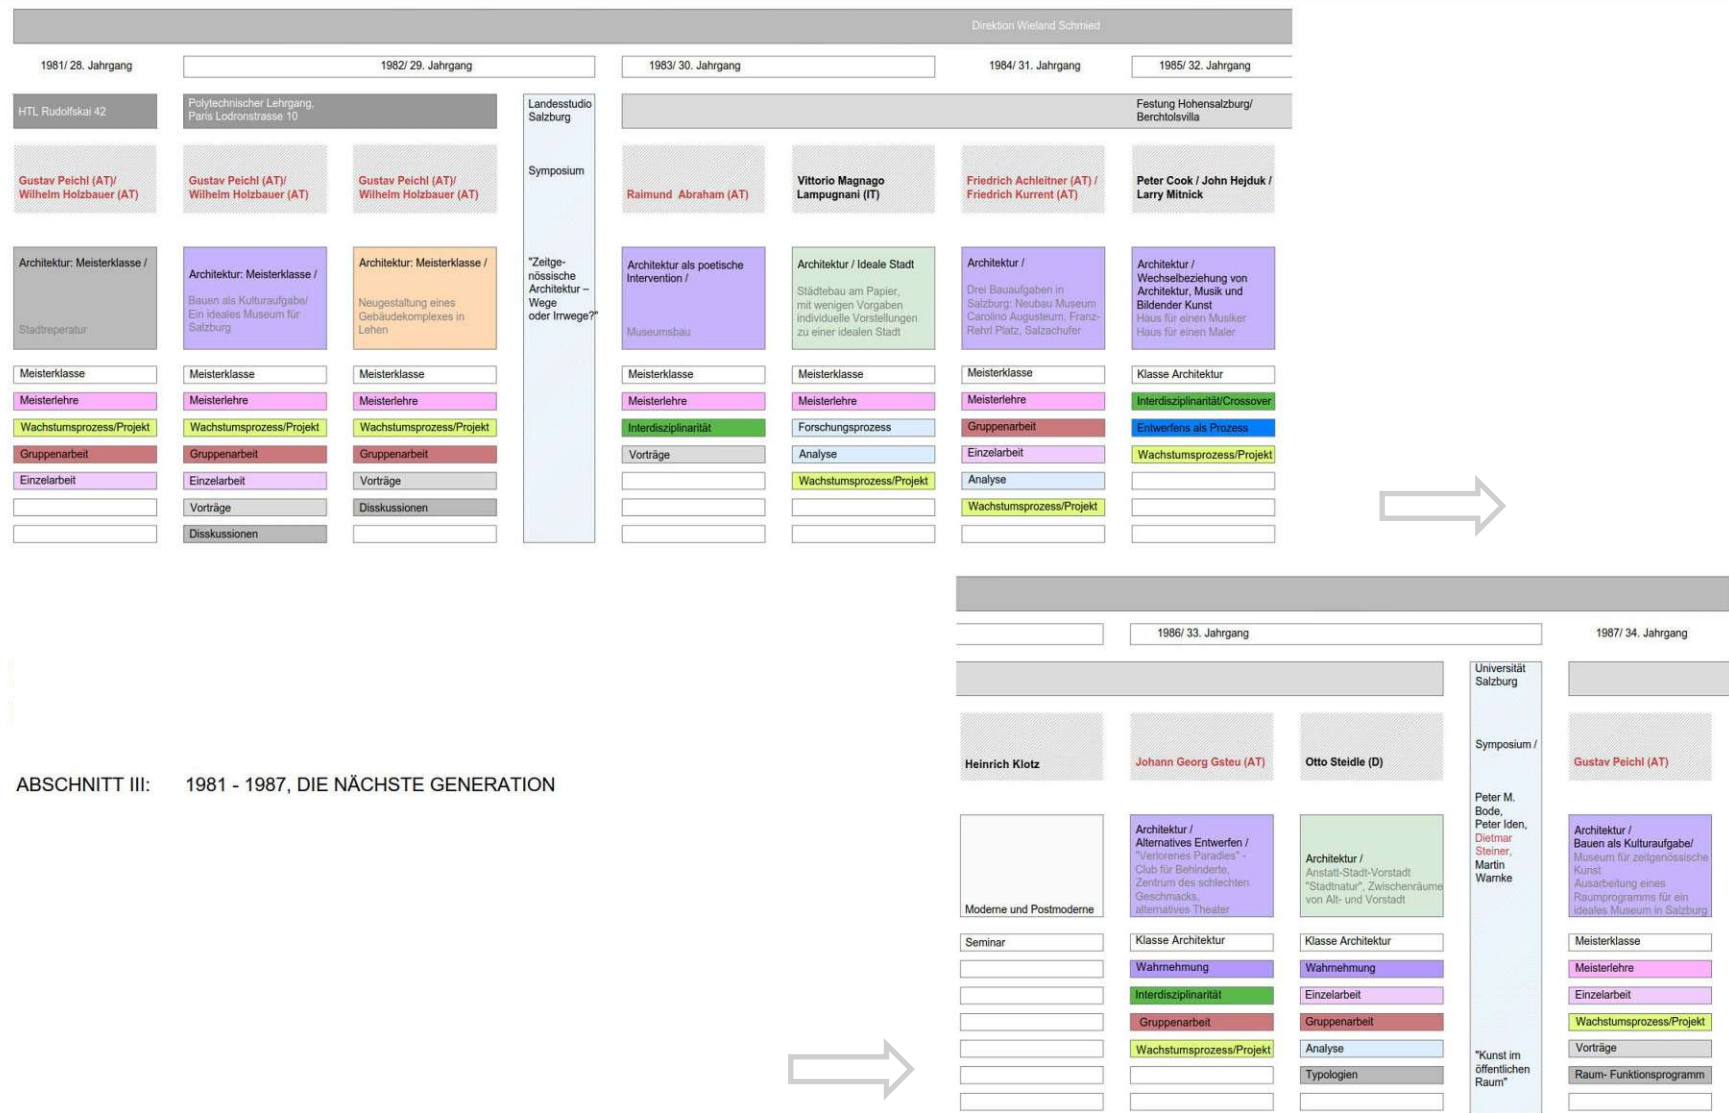 Direktion Wieland Schmied
1981/ 28. Jahrgang
1982/ 29. Jahrgang
1983/ 30. Jahrgang
1984/ 31. Jahrgang
1985/ 32. Jahrgang
HTL Rudolfskai 42
Polytechnischer Lehrgang,
Paris Lodronstrasse 10
Landesstudio
Salzburg
Festung Hohensalzburg/
Berchtolsvilla
Gustav Peichl (AT)/
Wilhelm Holzbauer (AT)
Gustav Peichl (AT)/
Wilhelm Holzbauer (AT)
Gustav Peichl (AT)/
Wilhelm Holzbauer (AT)
Symposium
Raimund Abraham (AT)
Vittorio Magnago
Lampugnani (IT)
Friedrich Achleitner (AT) /
Friedrich Kurrent (AT)
Peter Cook / John Hejduk /
Larry Mitnick
Architektur: Meisterklasse /
Stadtreperatur
Architektur: Meisterklasse /
Bauen als Kulturaufgabe/
Ein ideales Museum für
Salzburg
Architektur: Meisterklasse /
Neugestaltung eines
Gebäudekomplexes in
Lehen
"Zeitge-
nössische
Architektur –
Wege
oder Irrwege?"
Architektur als poetische
Intervention /
Museumsbau
Architektur / Ideale Stadt
Städtebau am Papier,
mit wenigen Vorgaben
individuelle Vorstellungen
zu einer idealen Stadt
Architektur /
Drei Bauaufgaben in
Salzburg: Neubau Museum
Carolino Augusteum, Franz-
Rehrl Platz, Salzachufer
Architektur /
Wechselbeziehung von
Architektur, Musik und
Bildender Kunst
Haus für einen Musiker
Haus für einen Maler
Meisterklasse
Meisterlehre
Wachstumsprozess/Projekt
Gruppenarbeit
Einzelarbeit
Meisterklasse
Meisterlehre
Wachstumsprozess/Projekt
Gruppenarbeit
Einzelarbeit
Vorträge
Disskussionen
Meisterklasse
Meisterlehre
Wachstumsprozess/Projekt
Gruppenarbeit
Vorträge
Disskussionen
Meisterklasse
Meisterlehre
Interdisziplinarität
Vorträge
Meisterklasse
Meisterlehre
Forschungsprozess
Analyse
Wachstumsprozess/Projekt
Meisterklasse
Meisterlehre
Gruppenarbeit
Einzelarbeit
Analyse
Wachstumsprozess/Projekt
Klasse Architektur
Interdisziplinarität/Crossover
Entwerfens als Prozess
Wachstumsprozess/Projekt
1986/ 33. Jahrgang
1987/ 34. Jahrgang
Universität
Salzburg
Heinrich Klotz
Johann Georg Gsteu (AT)
Otto Steidle (D)
Symposium /
Gustav Peichl (AT)
ABSCHNITT III: 1981 - 1987, DIE NÄCHSTE GENERATION
Peter M.
Bode,
Peter Iden,
Dietmar
Steiner,
Martin
Warnke
Moderne und Postmoderne
Architektur /
Alternatives Entwerfen /
"Verlorenes Paradies" -
Club für Behinderte,
Zentrum des schlechten
Geschmacks,
alternatives Theater
Architektur /
Anstatt-Stadt-Vorstadt
"Stadtnatur", Zwischenräume
von Alt- und Vorstadt
Architektur /
Bauen als Kulturaufgabe/
Museum für zeitgenössische
Kunst
Ausarbeitung eines
Raumprogramms für ein
ideales Museum in Salzburg
Seminar
Klasse Architektur
Wahrnehmung
Interdisziplinarität
Gruppenarbeit
Wachstumsprozess/Projekt
Klasse Architektur
Wahrnehmung
Einzelarbeit
Gruppenarbeit
Analyse
Typologien
"Kunst im
öffentlichen
Raum"
Meisterklasse
Meisterlehre
Einzelarbeit
Wachstumsprozess/Projekt
Vorträge
Raum- Funktionsprogramm